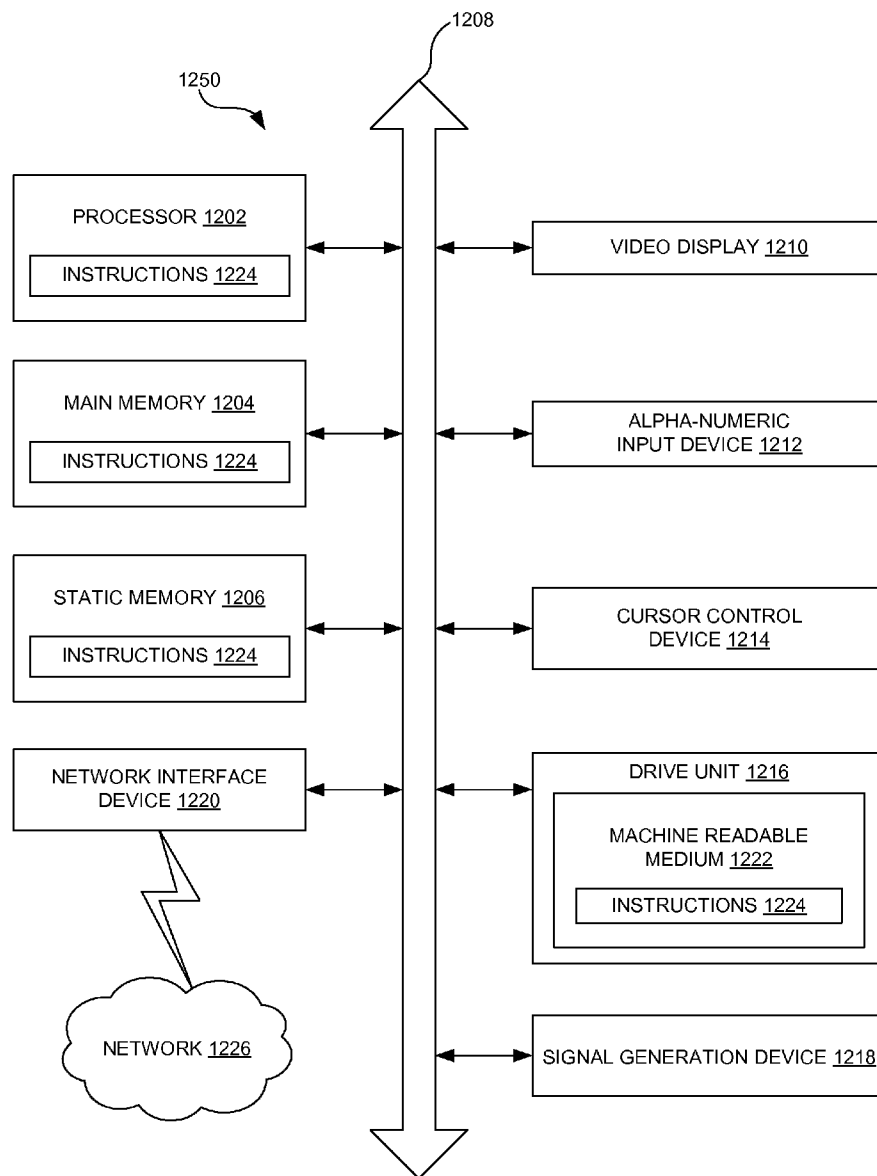 1208
1250
PROCESSOR 1202
INSTRUCTIONS 1224
MAIN MEMORY 1204
INSTRUCTIONS 1224
STATIC MEMORY 1206
INSTRUCTIONS 1224
NETWORK INTERFACE
DEVICE 1220
NETWORK 1226
VIDEO DISPLAY 1210
ALPHA-NUMERIC
INPUT DEVICE 1212
CURSOR CONTROL
DEVICE 1214
DRIVE UNIT 1216
MACHINE READABLE
MEDIUM 1222
INSTRUCTIONS 1224
SIGNAL GENERATION DEVICE 1218